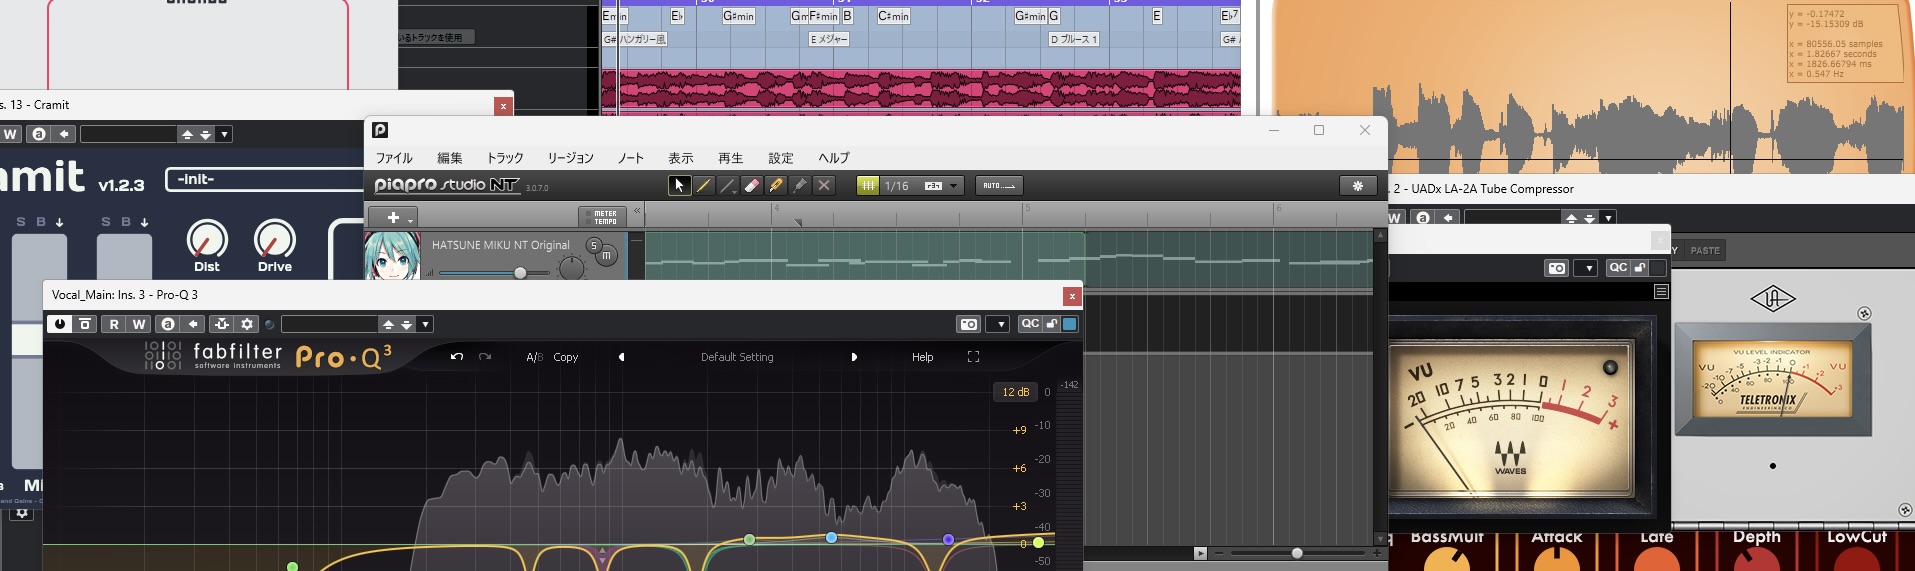 Emin E♭ G♯min Gm F♯min B C♯min G♯min G E E♭7
いるトラックを使用
G# ハンガリー風 E メジャー D ブルース 1 G#
y = -0.17472
y = -15.15309 dB
x = 80556.05 samples
x = 1.82667 seconds
x = 1826.66794 ms
x = 0.547 Hz
s. 13 - Cramit
W
amit v1.2.3 -Init-
S B S B
Dist Drive
ファイル 編集 トラック リージョン ノート 表示 再生 設定 ヘルプ
piapro studio NT 3.0.7.0
1/16 AUTO
METER
TEMPO
4 5 6
HATSUNE MIKU NT Original S
m
. 2 - UADx LA-2A Tube Compressor
W
PASTE
QC
Vocal_Main: Ins. 3 - Pro-Q 3
R W QC
fabfilter
software instruments
Pro·Q3
A/B Copy Default Setting Help
12 dB 0 -142
+9 -10
+6 -20
+3 -30
-40
0
-50
VU
20 10 7 5 3 2 1 0 1 2 3
- 20 40 60 80 100 +
WAVES
UA
VU LEVEL INDICATOR
VU VU
TELETRONIX
ENGINEERING CO.
BassMult Attack Late Depth LowCut